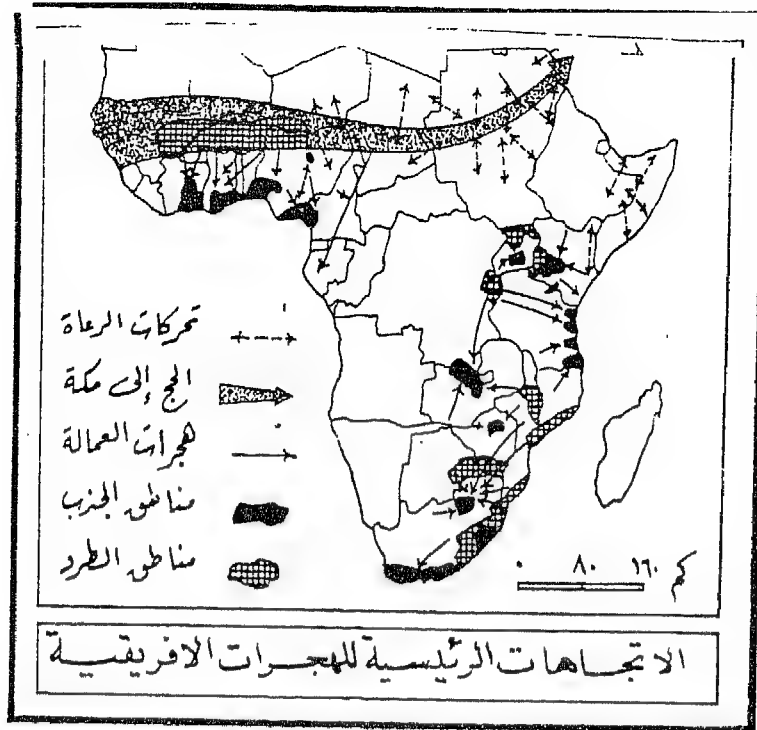 تحركات الرعاة
الحج إلى مكة
هجرات العمالة
مناطق الجذب
مناطق الطرد
٠ ٨٠ ١٦٠ كم
الاتجاهات الرئيسية للهجرات الافريقية